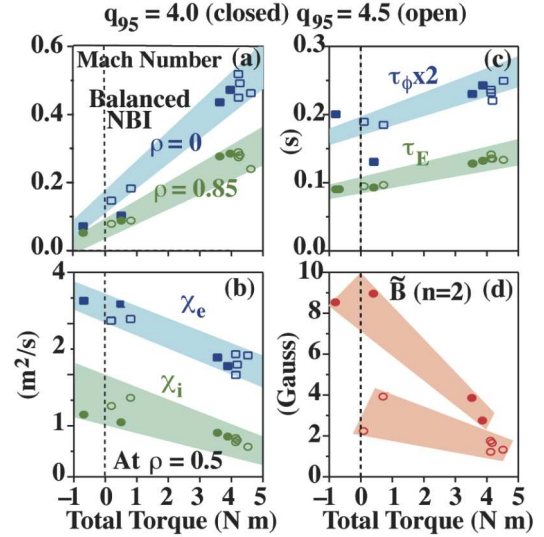 q95 = 4.0 (closed) q95 = 4.5 (open)
0.6
0.4
0.2
0.0
Mach Number
(a)
Balanced
NBI
ρ = 0
ρ = 0.85
0.3
0.2
0.1
0.0
(s)
(c)
τϕx2
τE
4
3
2
1
0
(m²/s)
(b)
χe
χi
At ρ = 0.5
−1 0 1 2 3 4 5
Total Torque (N m)
10
8
6
4
2
0
(Gauss)
B̃ (n=2)
(d)
−1 0 1 2 3 4 5
Total Torque (N m)